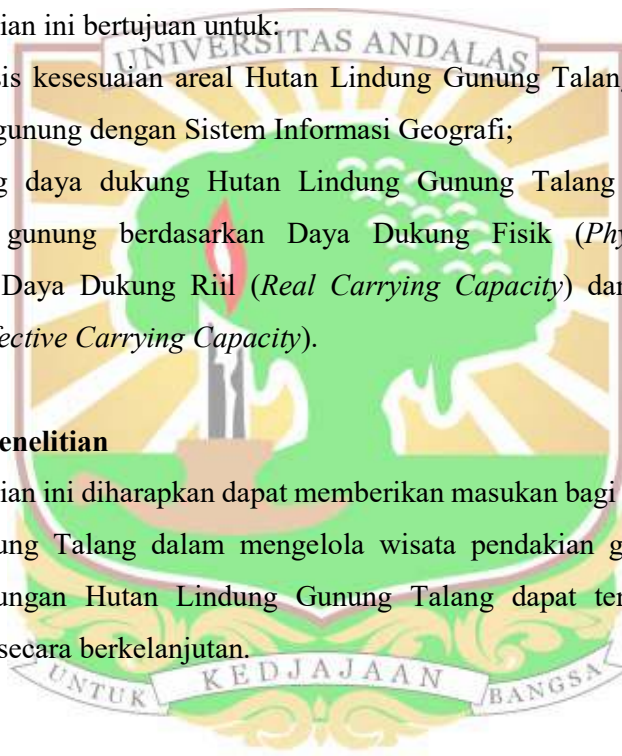 ian ini bertujuan untuk:
UNIVERSITAS ANDALAS
sis kesesuaian areal Hutan Lindung Gunung Talang
gunung dengan Sistem Informasi Geografi;
g daya dukung Hutan Lindung Gunung Talang
gunung berdasarkan Daya Dukung Fisik (Phy
Daya Dukung Riil (Real Carrying Capacity) dan
fective Carrying Capacity).
enelitian
ian ini diharapkan dapat memberikan masukan bagi
ung Talang dalam mengelola wisata pendakian g
ungan Hutan Lindung Gunung Talang dapat ter
secara berkelanjutan.
UNTUK KEDJAJAAN BANGSA